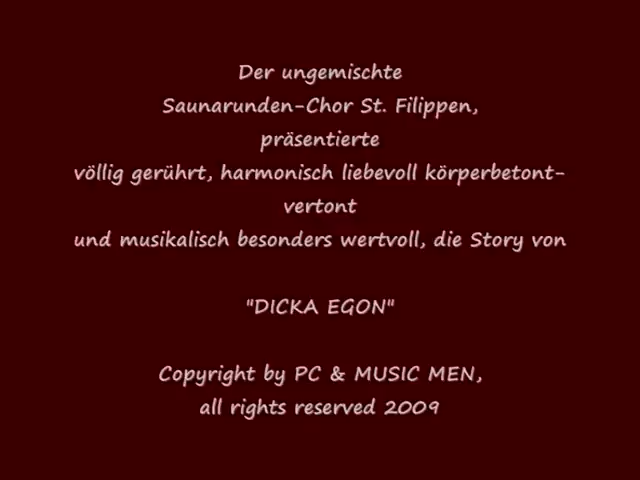 Der ungemischte
Saunarunden-Chor St. Filippen,
präsentierte
völlig gerührt, harmonisch liebevoll körperbetont-
vertont
und musikalisch besonders wertvoll, die Story von
"DICKA EGON"
Copyright by PC & MUSIC MEN,
all rights reserved 2009